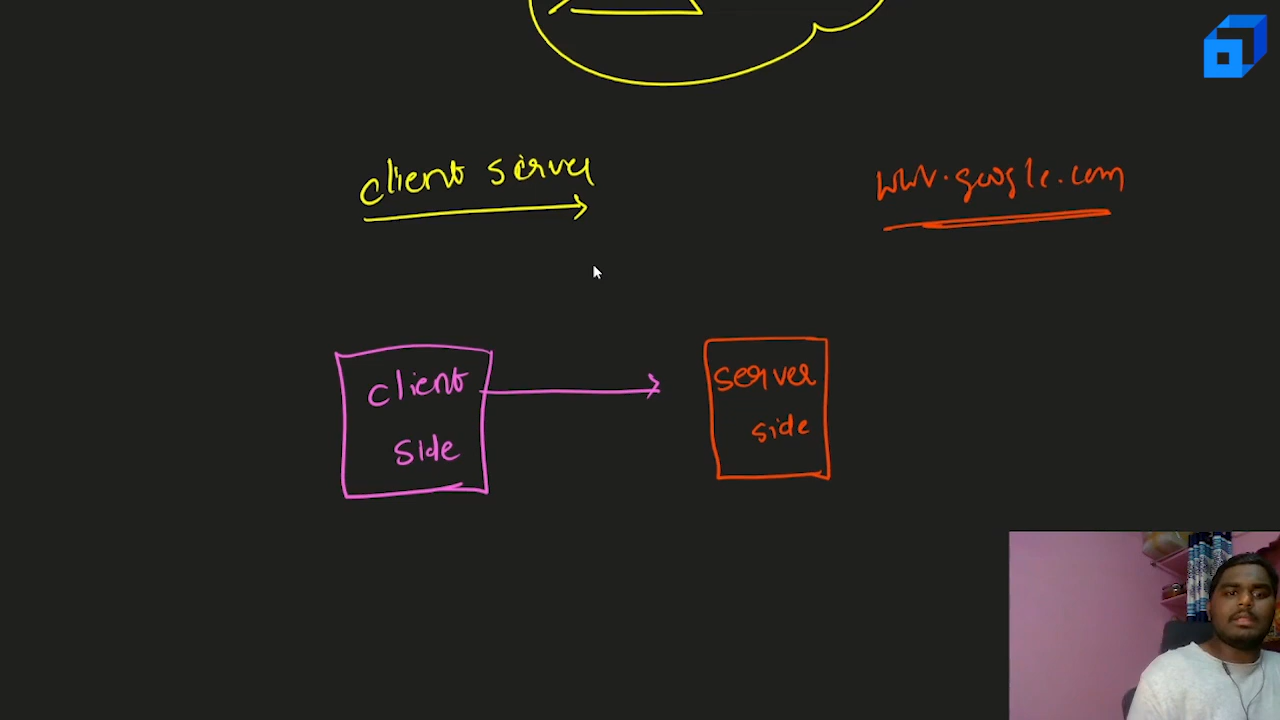 client server
www.google.com
client
side
server
side